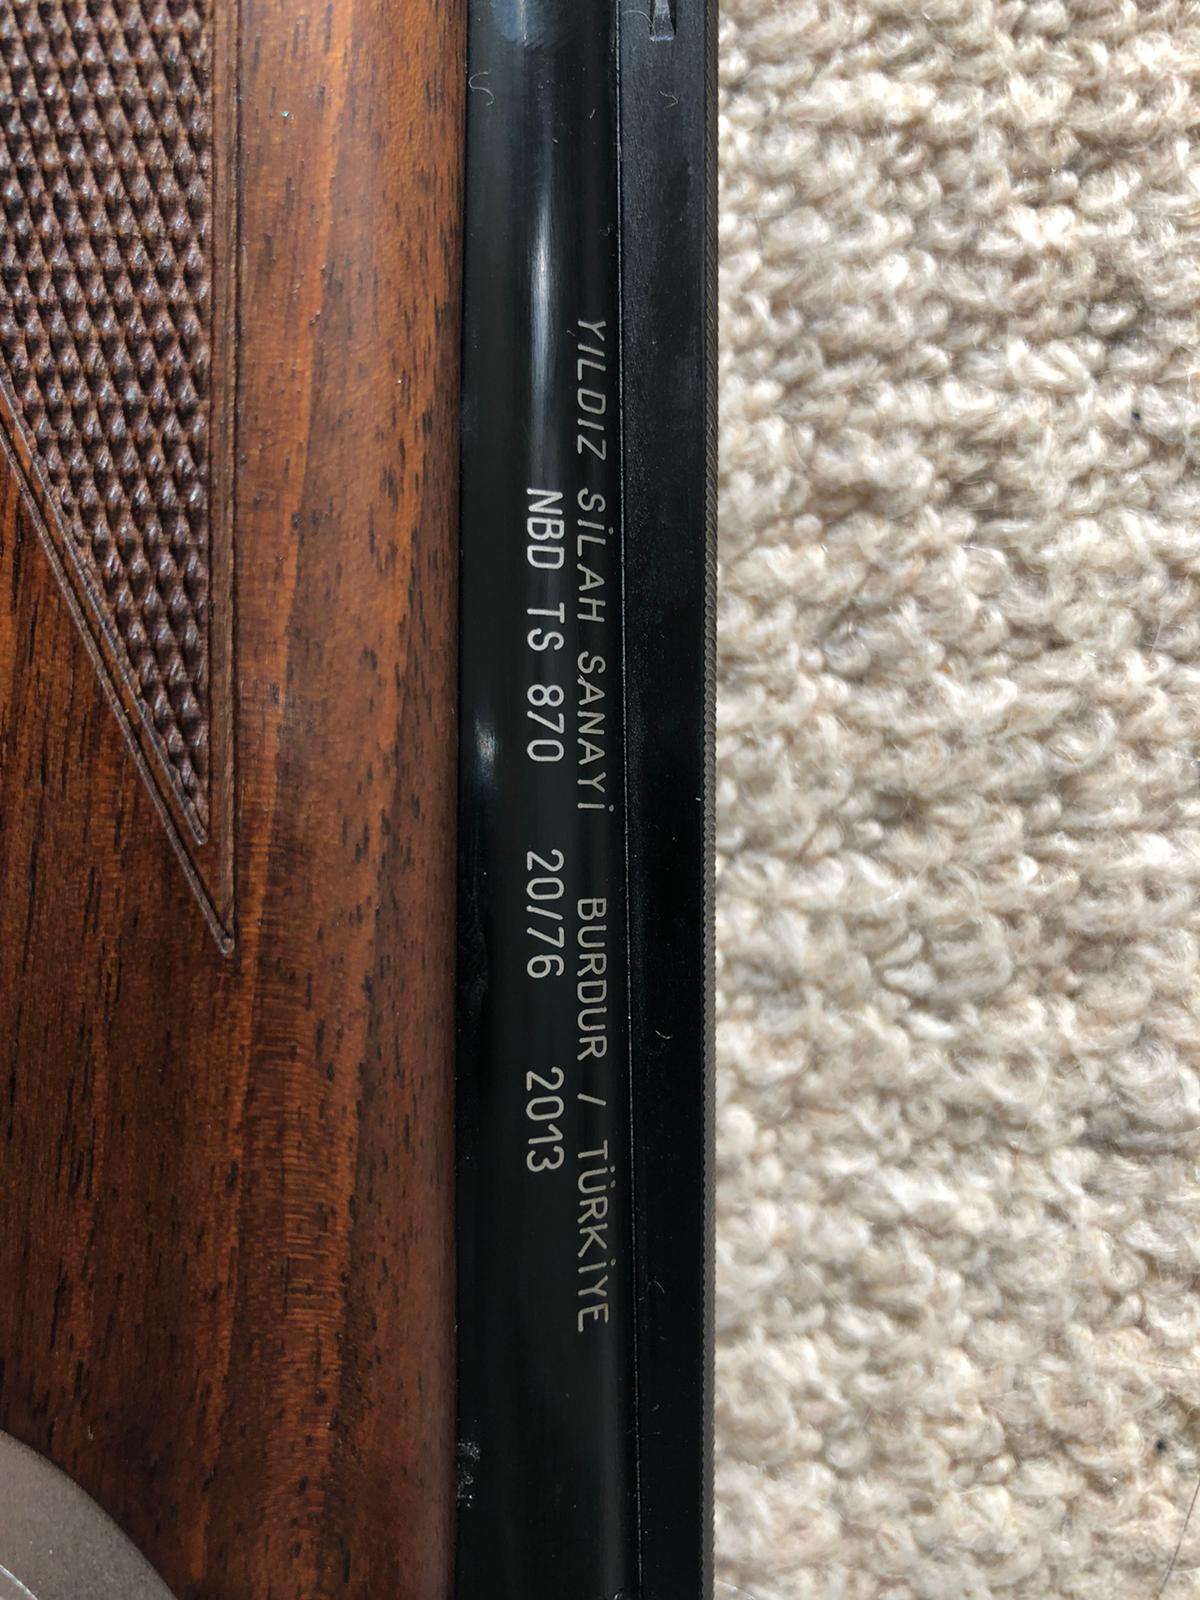 YILDIZ SİLAH SANAYİ BURDUR / TÜRKİYE
NBD TS 870 20/76 2013